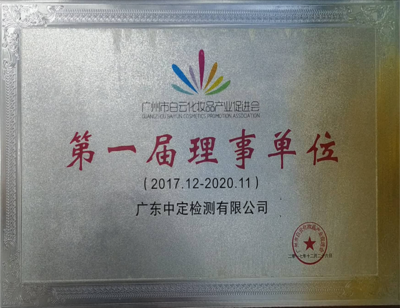 广州市白云化妆品产业促进会
GUANGZHOU BAIYUN COSMETICS PROMOTION ASSOCIATION
第一届理事单位
(2017.12-2020.11)
广东中定检测有限公司